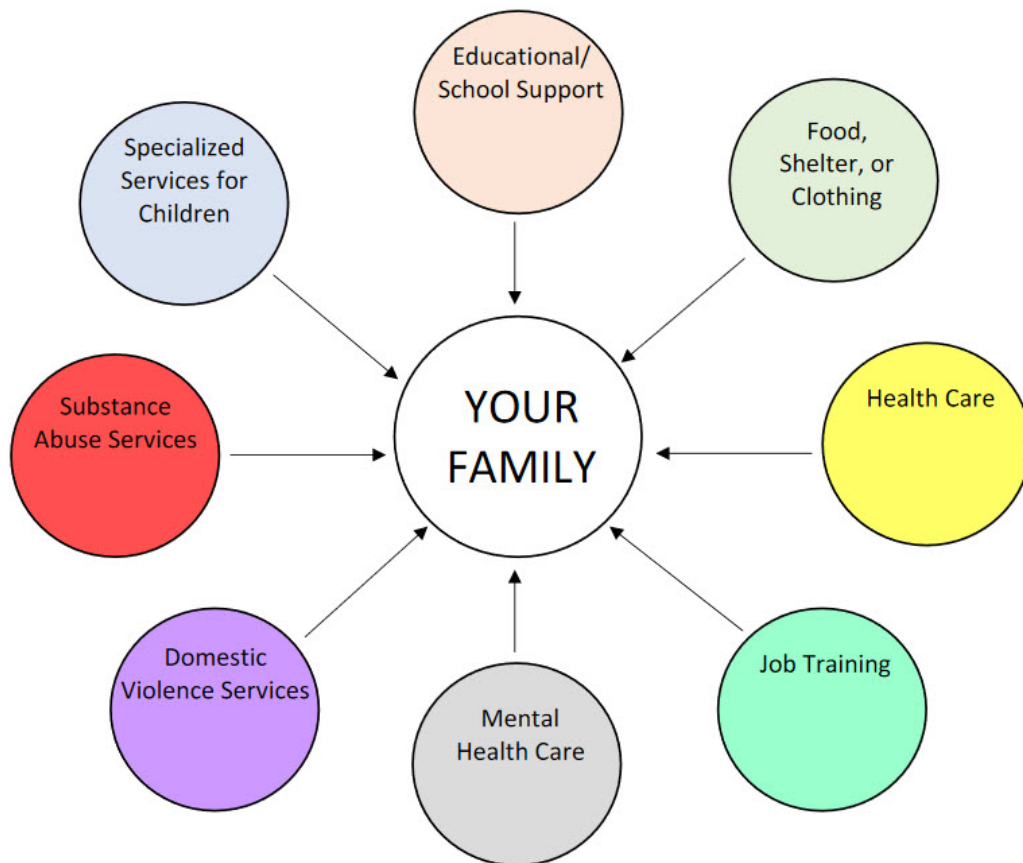 Educational/
School Support
Food,
Shelter, or
Clothing
Specialized
Services for
Children
YOUR
FAMILY
Health Care
Substance
Abuse Services
Domestic
Violence Services
Job Training
Mental
Health Care